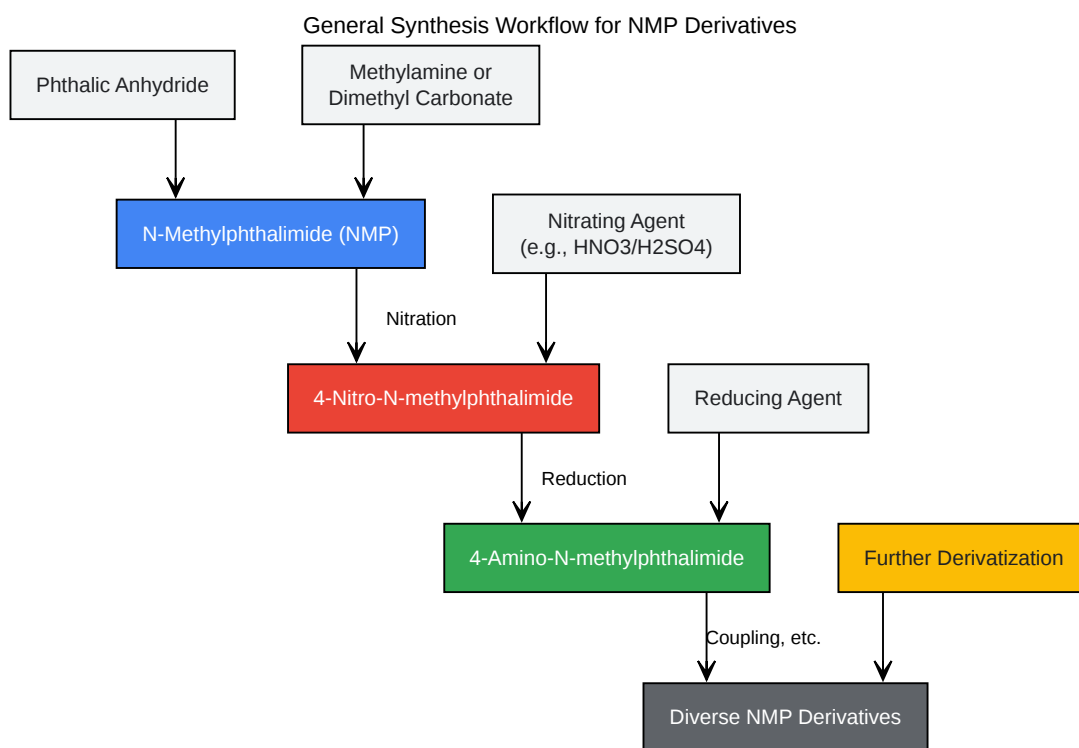 General Synthesis Workflow for NMP Derivatives
Phthalic Anhydride
Methylamine or
Dimethyl Carbonate
N-Methylphthalimide (NMP)
Nitrating Agent
(e.g., HNO3/H2SO4)
Nitration
4-Nitro-N-methylphthalimide
Reducing Agent
Reduction
4-Amino-N-methylphthalimide
Further Derivatization
Coupling, etc.
Diverse NMP Derivatives